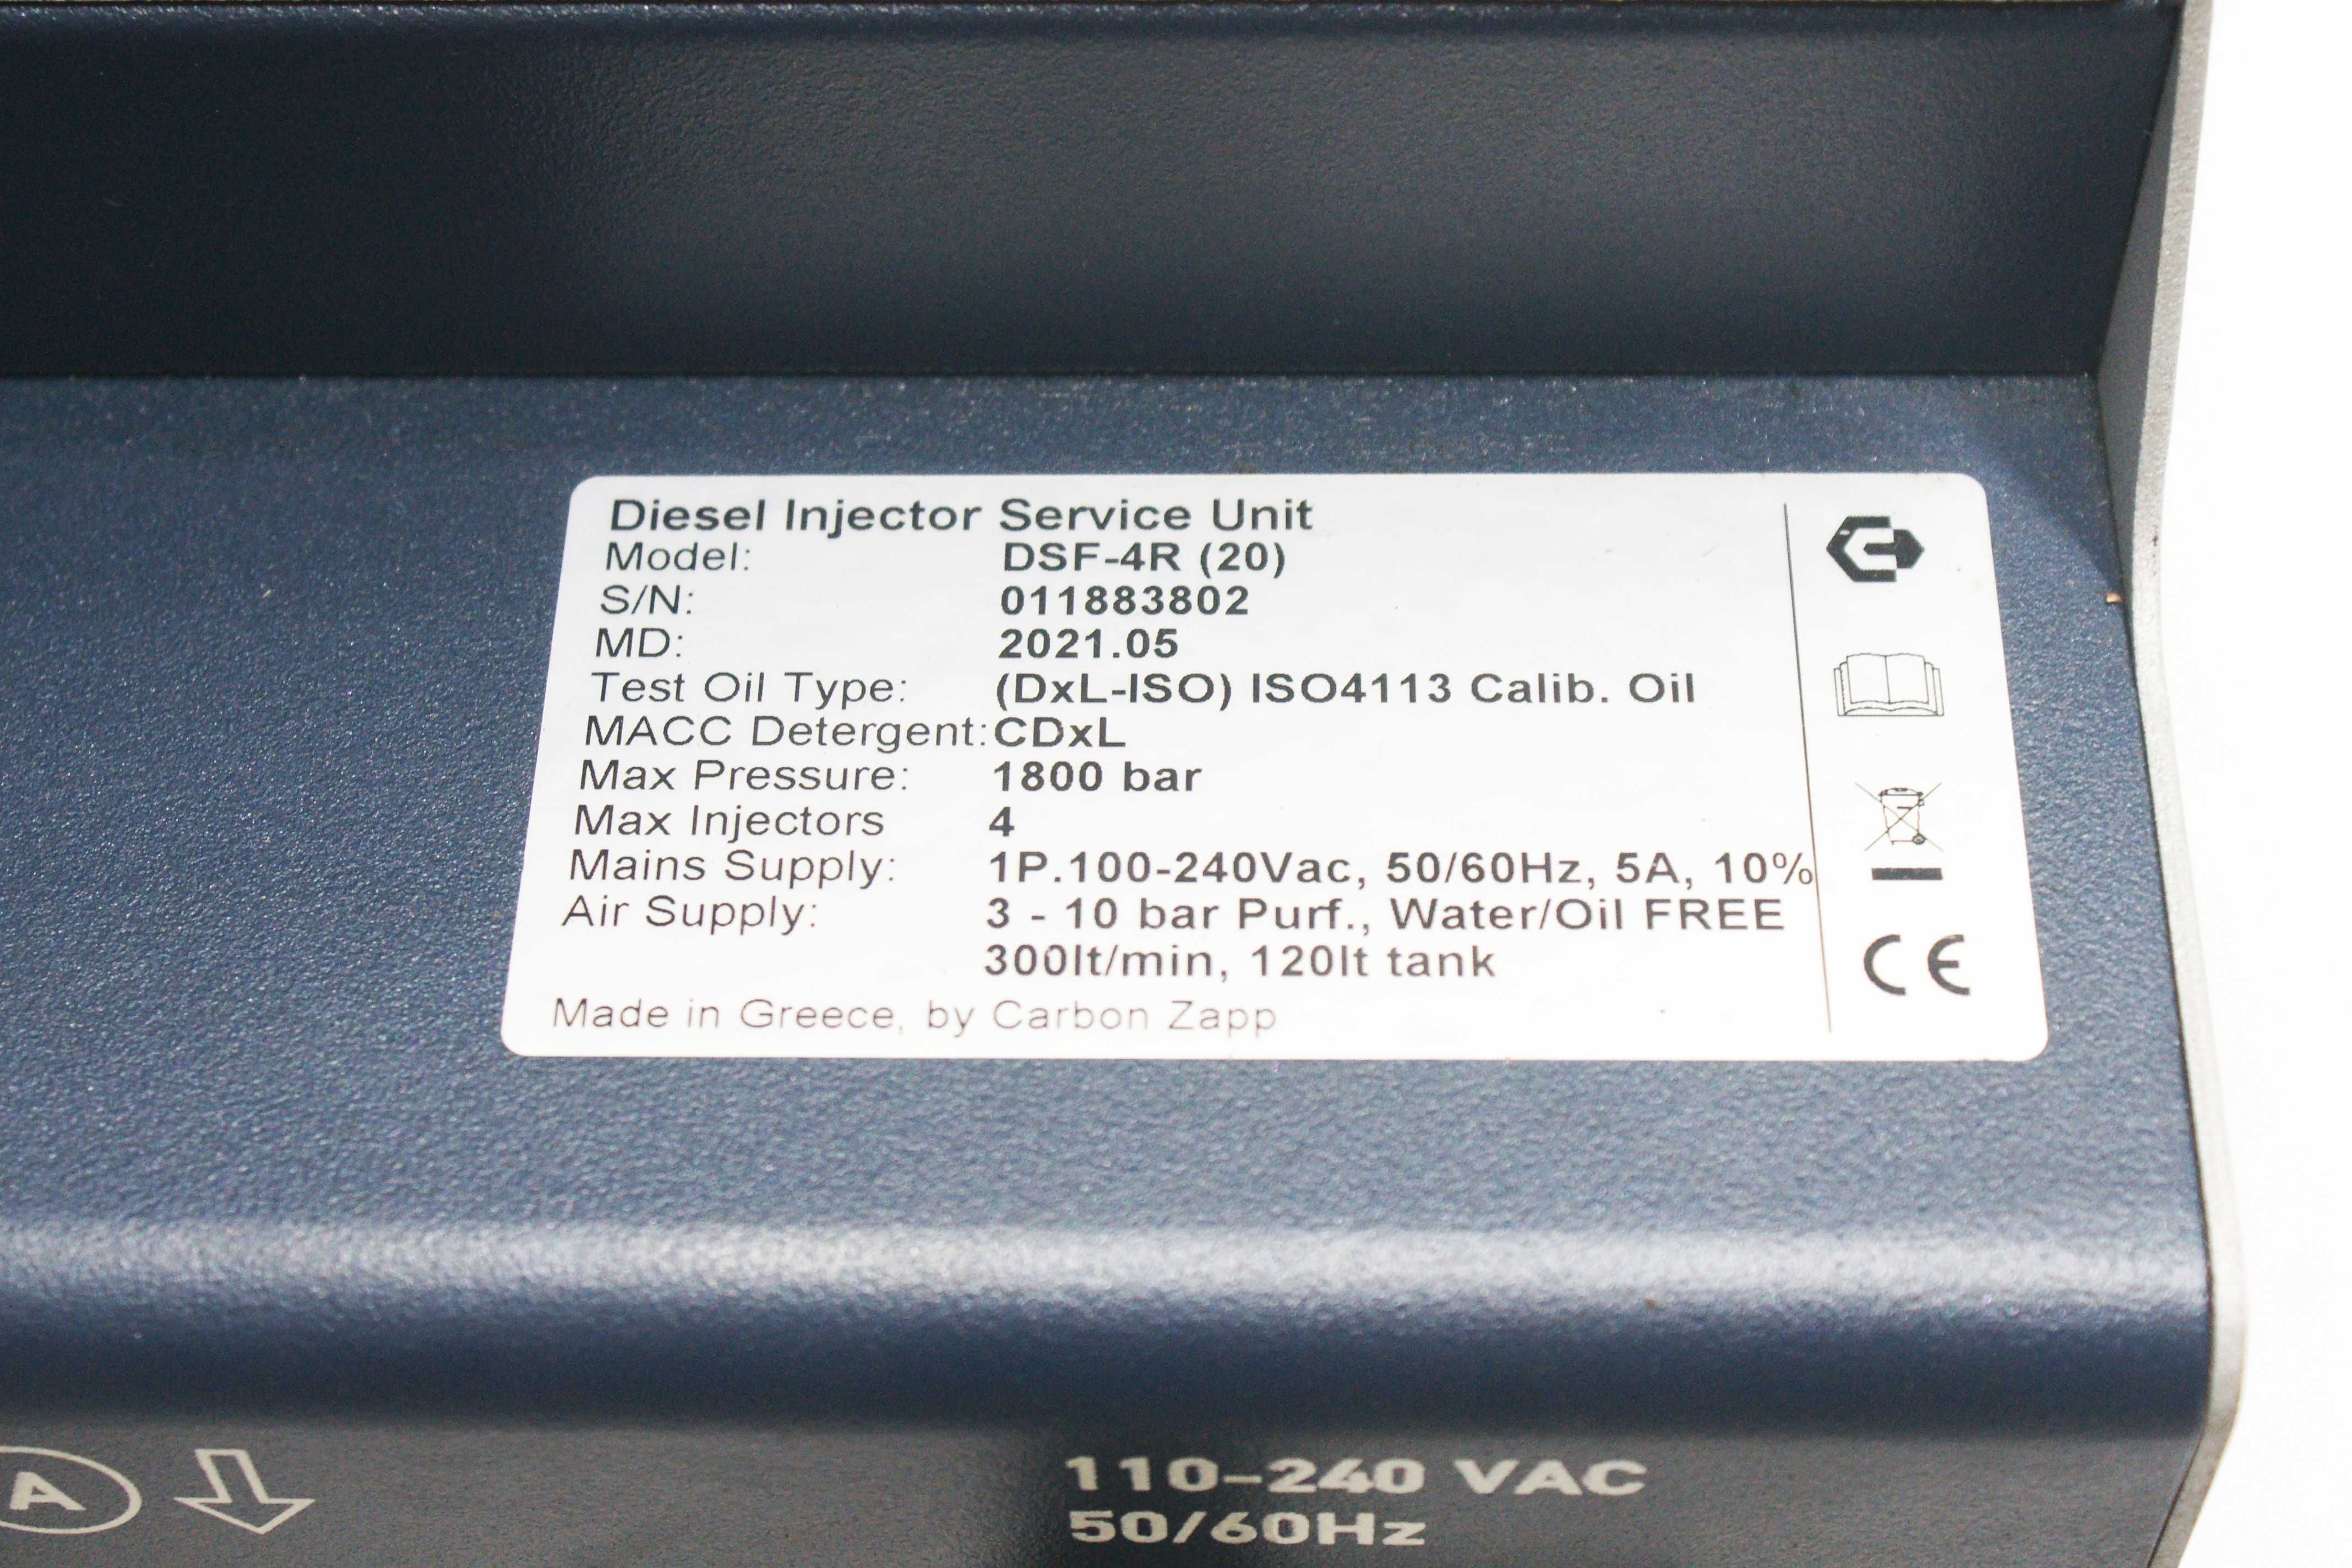 Diesel Injector Service Unit
Model: DSF-4R (20)
S/N: 011883802
MD: 2021.05
Test Oil Type: (DxL-ISO) ISO4113 Calib. Oil
MACC Detergent: CDxL
Max Pressure: 1800 bar
Max Injectors 4
Mains Supply: 1P.100-240Vac, 50/60Hz, 5A, 10%
Air Supply: 3 - 10 bar Purf., Water/Oil FREE
300lt/min, 120lt tank
Made in Greece, by Carbon Zapp
CE
A
110-240 VAC
50/60Hz